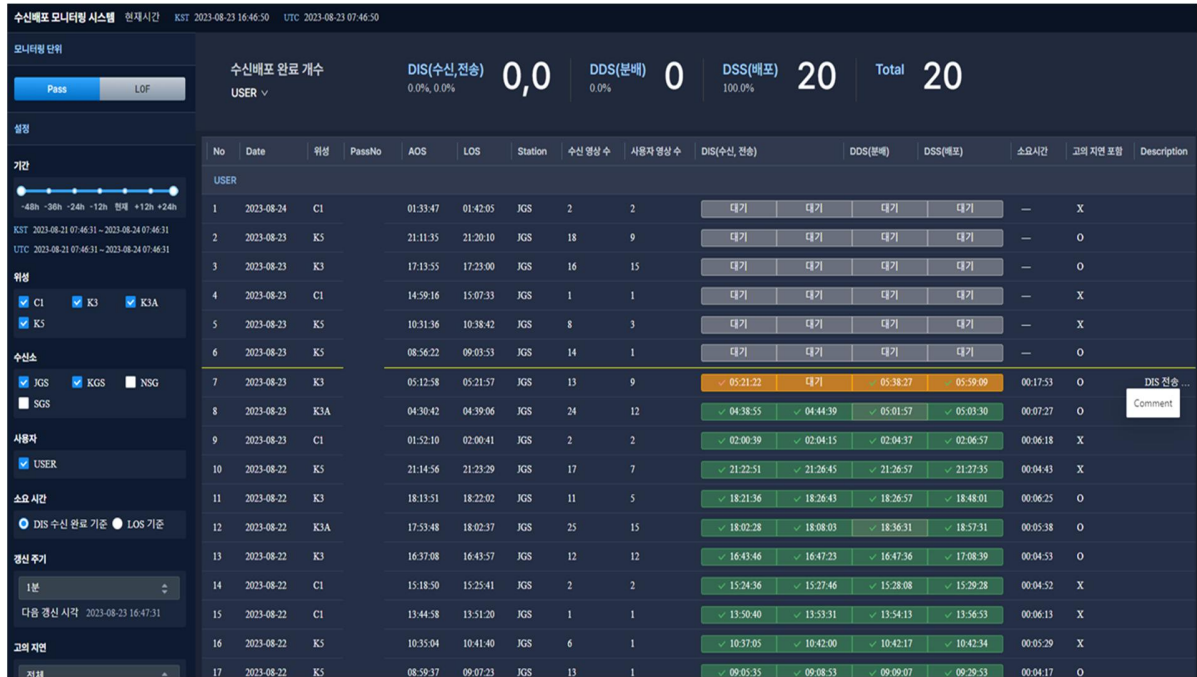 수신배포 모니터링 시스템 현재시간 KST 2023-08-23 16:46:50 UTC 2023-08-23 07:46:50
모니터링 단위
Pass LOF
설정
기간
-48h -36h -24h -12h 현재 +12h +24h
KST 2023-08-21 07:46:31 ~ 2023-08-24 07:46:31
UTC 2023-08-21 07:46:31 ~ 2023-08-24 07:46:31
위성
C1 K3 K3A
K5
수신소
JGS KGS NSG
SGS
사용자
USER
소요 시간
DIS 수신 완료 기준 LOS 기준
갱신 주기
1분
다음 갱신 시각 2023-08-23 16:47:31
고의 지연
전체
수신배포 완료 개수
USER
DIS(수신,전송) 0,0
0.0%, 0.0%
DDS(분배) 0
0.0%
DSS(배포) 20
100.0%
Total 20
No Date 위성 PassNo AOS LOS Station 수신 영상 수 사용자 영상 수 DIS(수신, 전송) DDS(분배) DSS(배포) 소요시간 고의 지연 포함 Description
USER
1 2023-08-24 C1 01:33:47 01:42:05 JGS 2 2 대기 대기 대기 대기 — X
2 2023-08-23 K5 21:11:35 21:20:10 JGS 18 9 대기 대기 대기 대기 — O
3 2023-08-23 K3 17:13:55 17:23:00 JGS 16 15 대기 대기 대기 대기 — O
4 2023-08-23 C1 14:59:16 15:07:33 JGS 1 1 대기 대기 대기 대기 — X
5 2023-08-23 K5 10:31:36 10:38:42 JGS 8 3 대기 대기 대기 대기 — X
6 2023-08-23 K5 08:56:22 09:03:53 JGS 14 1 대기 대기 대기 대기 — O
7 2023-08-23 K3 05:12:58 05:21:57 JGS 13 9 05:21:22 대기 05:38:27 05:59:09 00:17:53 O DIS 전송 ...
Comment
8 2023-08-23 K3A 04:30:42 04:39:06 JGS 24 12 04:38:55 04:44:39 05:01:57 05:03:30 00:07:27 O
9 2023-08-23 C1 01:52:10 02:00:41 JGS 2 2 02:00:39 02:04:15 02:04:37 02:06:57 00:06:18 X
10 2023-08-22 K5 21:14:56 21:23:29 JGS 17 7 21:22:51 21:26:45 21:26:57 21:27:35 00:04:43 X
11 2023-08-22 K3 18:13:51 18:22:02 JGS 11 5 18:21:36 18:26:43 18:26:57 18:48:01 00:06:25 O
12 2023-08-22 K3A 17:53:48 18:02:37 JGS 25 15 18:02:28 18:08:03 18:36:31 18:57:31 00:05:38 O
13 2023-08-22 K3 16:37:08 16:43:57 JGS 12 12 16:43:46 16:47:23 16:47:36 17:08:39 00:04:53 O
14 2023-08-22 C1 15:18:50 15:25:41 JGS 2 2 15:24:36 15:27:46 15:28:08 15:29:28 00:04:52 X
15 2023-08-22 C1 13:44:58 13:51:20 JGS 1 1 13:50:40 13:53:31 13:54:13 13:56:53 00:06:13 X
16 2023-08-22 K5 10:35:04 10:41:40 JGS 6 1 10:37:05 10:42:00 10:42:17 10:42:34 00:05:29 X
17 2023-08-22 K5 08:59:37 09:07:23 JGS 13 1 09:05:35 09:08:53 09:09:07 09:29:53 00:04:17 O